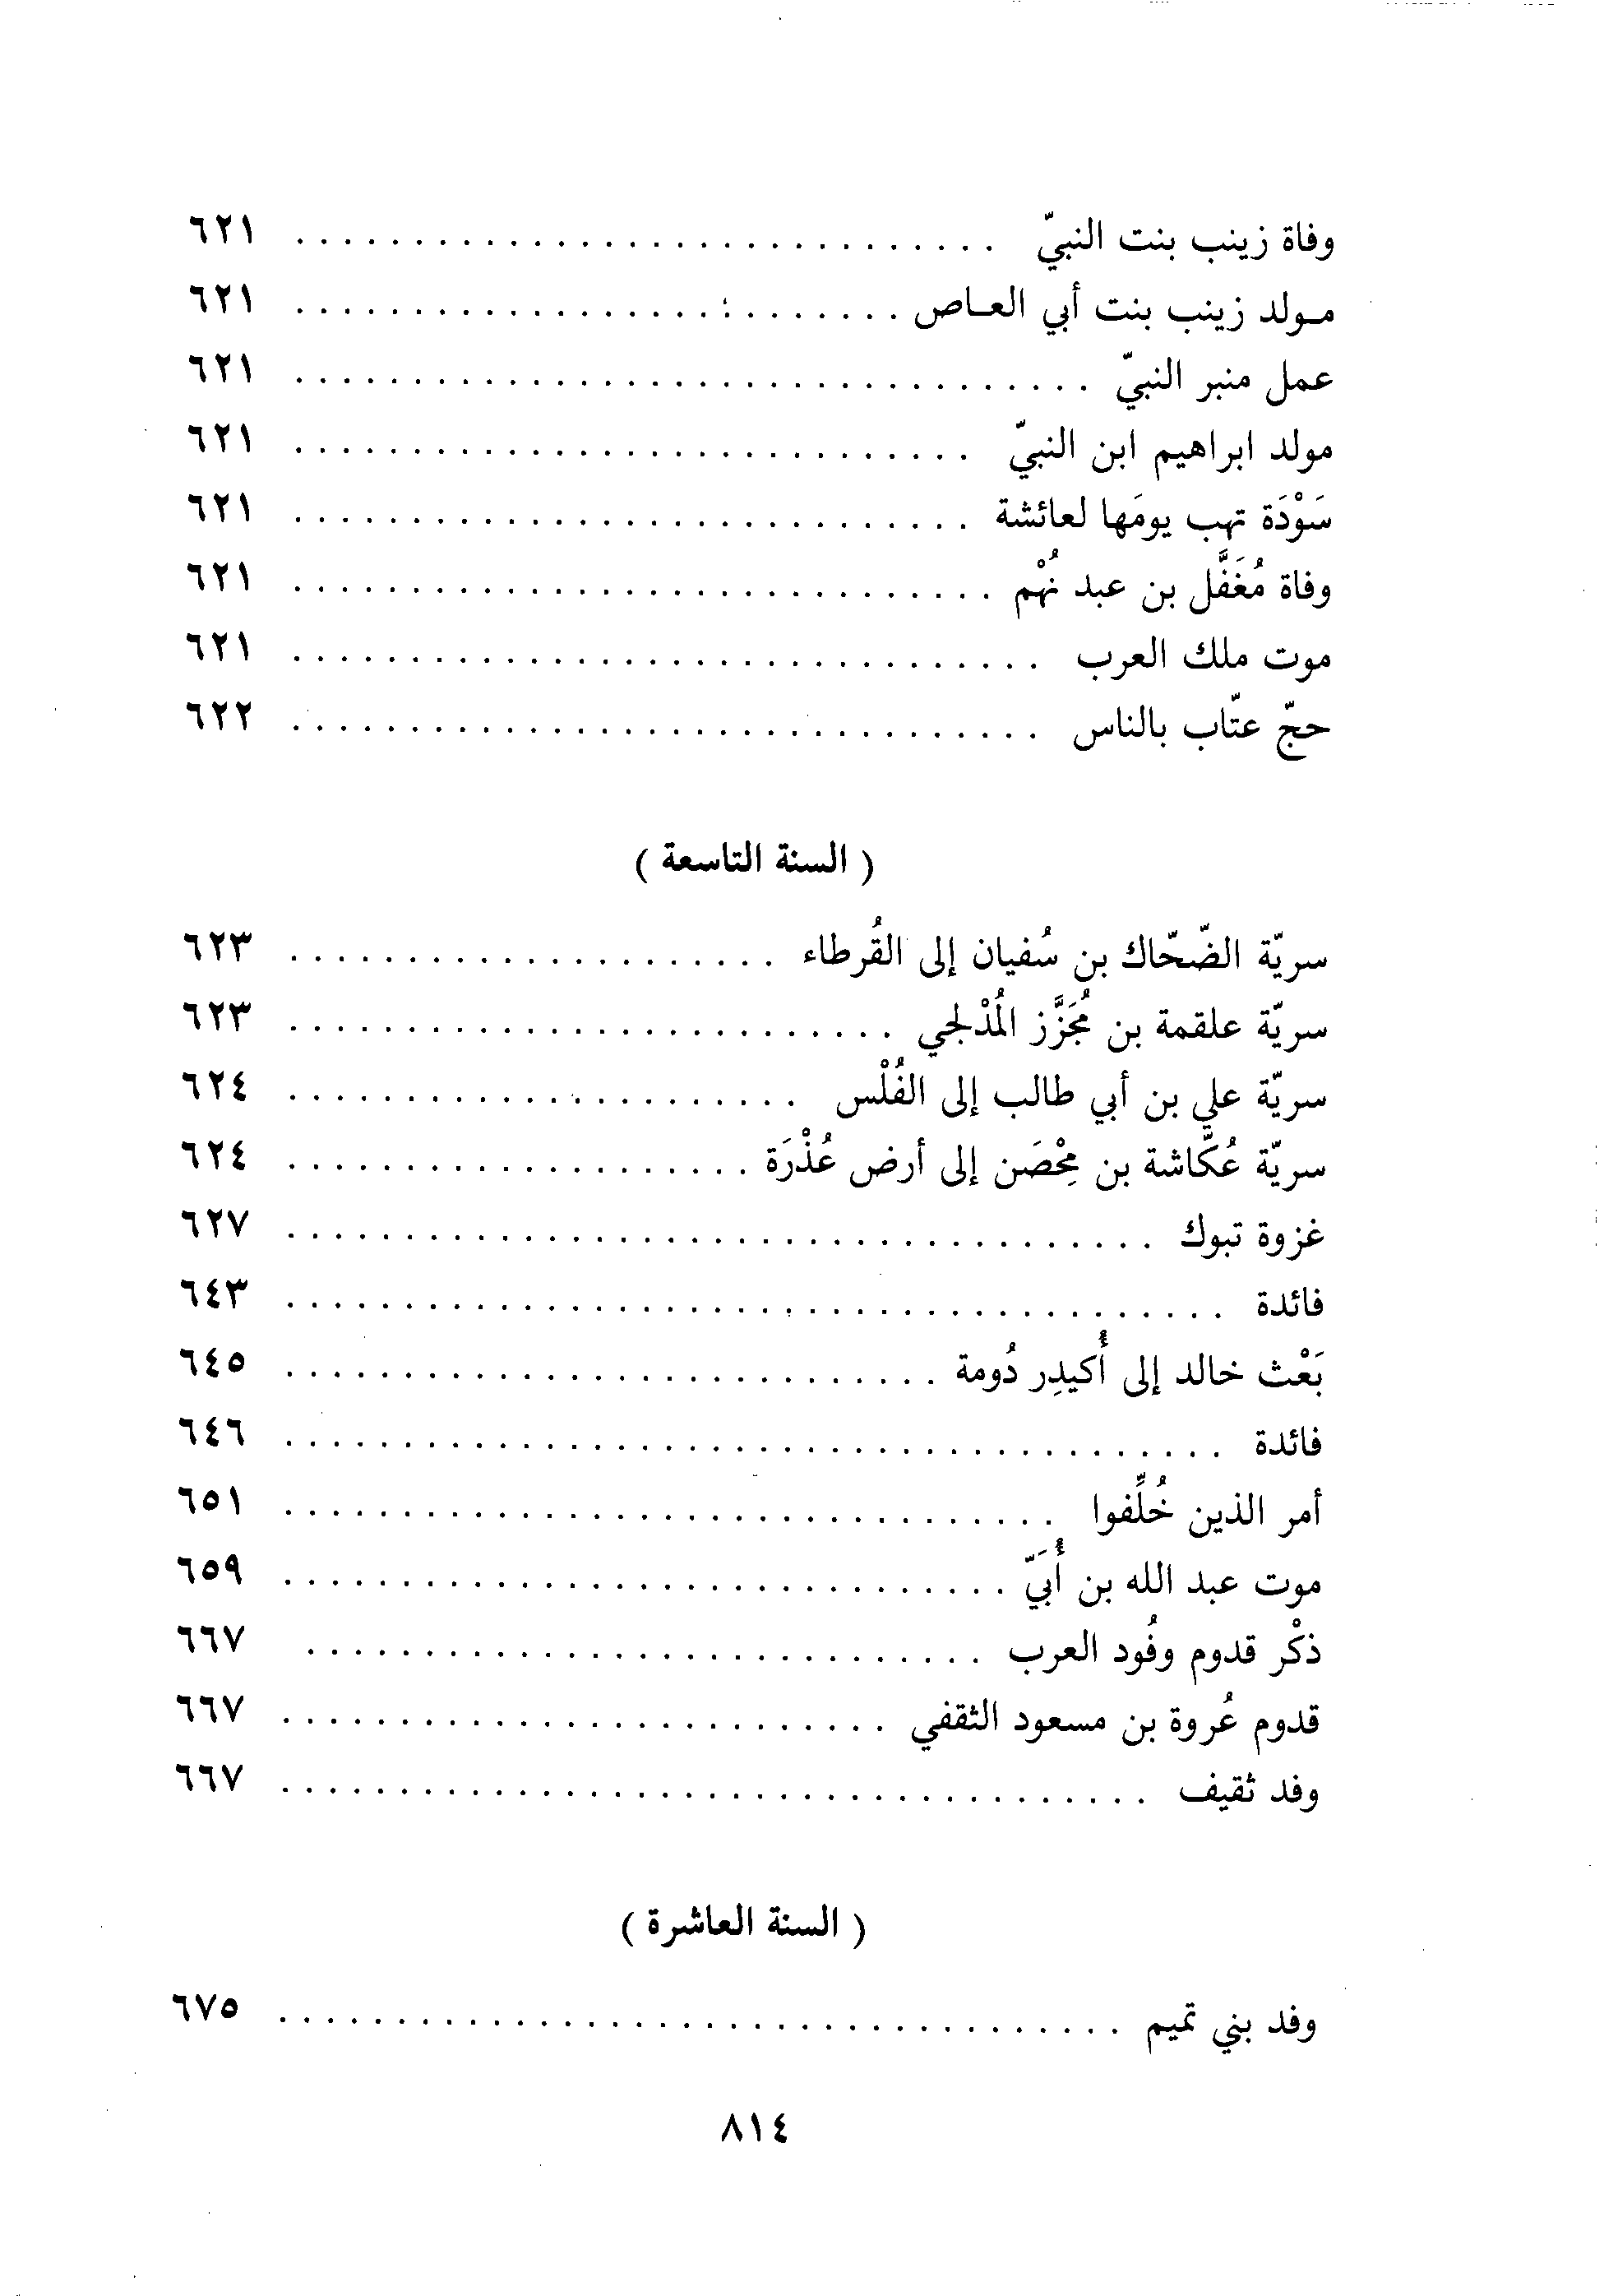 وفاة زينب بنت النبيّ . . . . . . . . . . . . . . . . . . . . ٦٢١
مـولد زينب بنت أبي العـاص . . . . . . . . . . . . . . . . . . . . ٦٢١
عمل منبر النبيّ . . . . . . . . . . . . . . . . . . . . ٦٢١
مولد ابراهيم ابن النبيّ . . . . . . . . . . . . . . . . . . . . ٦٢١
سَوْدَة تهب يومَها لعائشة . . . . . . . . . . . . . . . . . . . . ٦٢١
وفاة مُغَفَّل بن عبد نُهْم . . . . . . . . . . . . . . . . . . . . ٦٢١
موت ملك العرب . . . . . . . . . . . . . . . . . . . . ٦٢١
حجّ عتّاب بالناس . . . . . . . . . . . . . . . . . . . . ٦٢٢
( السنة التاسعة )
سريّة الضّحّاك بن سُفيان إلى القُرطاء . . . . . . . . . . . . . . . . . . . . ٦٢٣
سريّة علقمة بن مُجَزَّز المُدْلجي . . . . . . . . . . . . . . . . . . . . ٦٢٣
سريّة علي بن أبي طالب إلى الفُلْس . . . . . . . . . . . . . . . . . . . . ٦٢٤
سريّة عُكّاشة بن مِحْصَن إلى أرض عُذْرَة . . . . . . . . . . . . . . . . . . . . ٦٢٤
غزوة تبوك . . . . . . . . . . . . . . . . . . . . ٦٢٧
فائدة . . . . . . . . . . . . . . . . . . . . ٦٤٣
بَعْث خالد إلى أُكيدِر دُومة . . . . . . . . . . . . . . . . . . . . ٦٤٥
فائدة . . . . . . . . . . . . . . . . . . . . ٦٤٦
أمر الذين خُلِّفوا . . . . . . . . . . . . . . . . . . . . ٦٥١
موت عبد الله بن أُبَيّ . . . . . . . . . . . . . . . . . . . . ٦٥٩
ذكْر قدوم وفُود العرب . . . . . . . . . . . . . . . . . . . . ٦٦٧
قدوم عُروة بن مسعود الثقفي . . . . . . . . . . . . . . . . . . . . ٦٦٧
وفد ثقيف . . . . . . . . . . . . . . . . . . . . ٦٦٧
( السنة العاشرة )
وفد بني تميم . . . . . . . . . . . . . . . . . . . . ٦٧٥
٨١٤